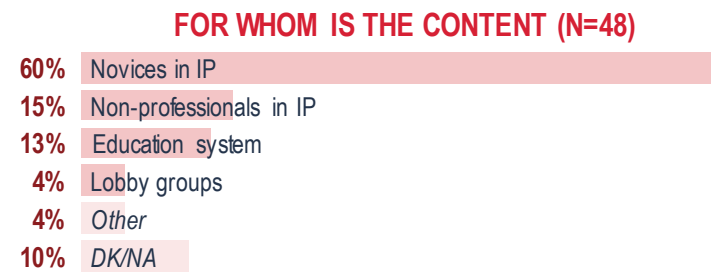 FOR WHOM IS THE CONTENT (N=48)
60% Novices in IP
15% Non-professionals in IP
13% Education system
4% Lobby groups
4% Other
10% DK/NA